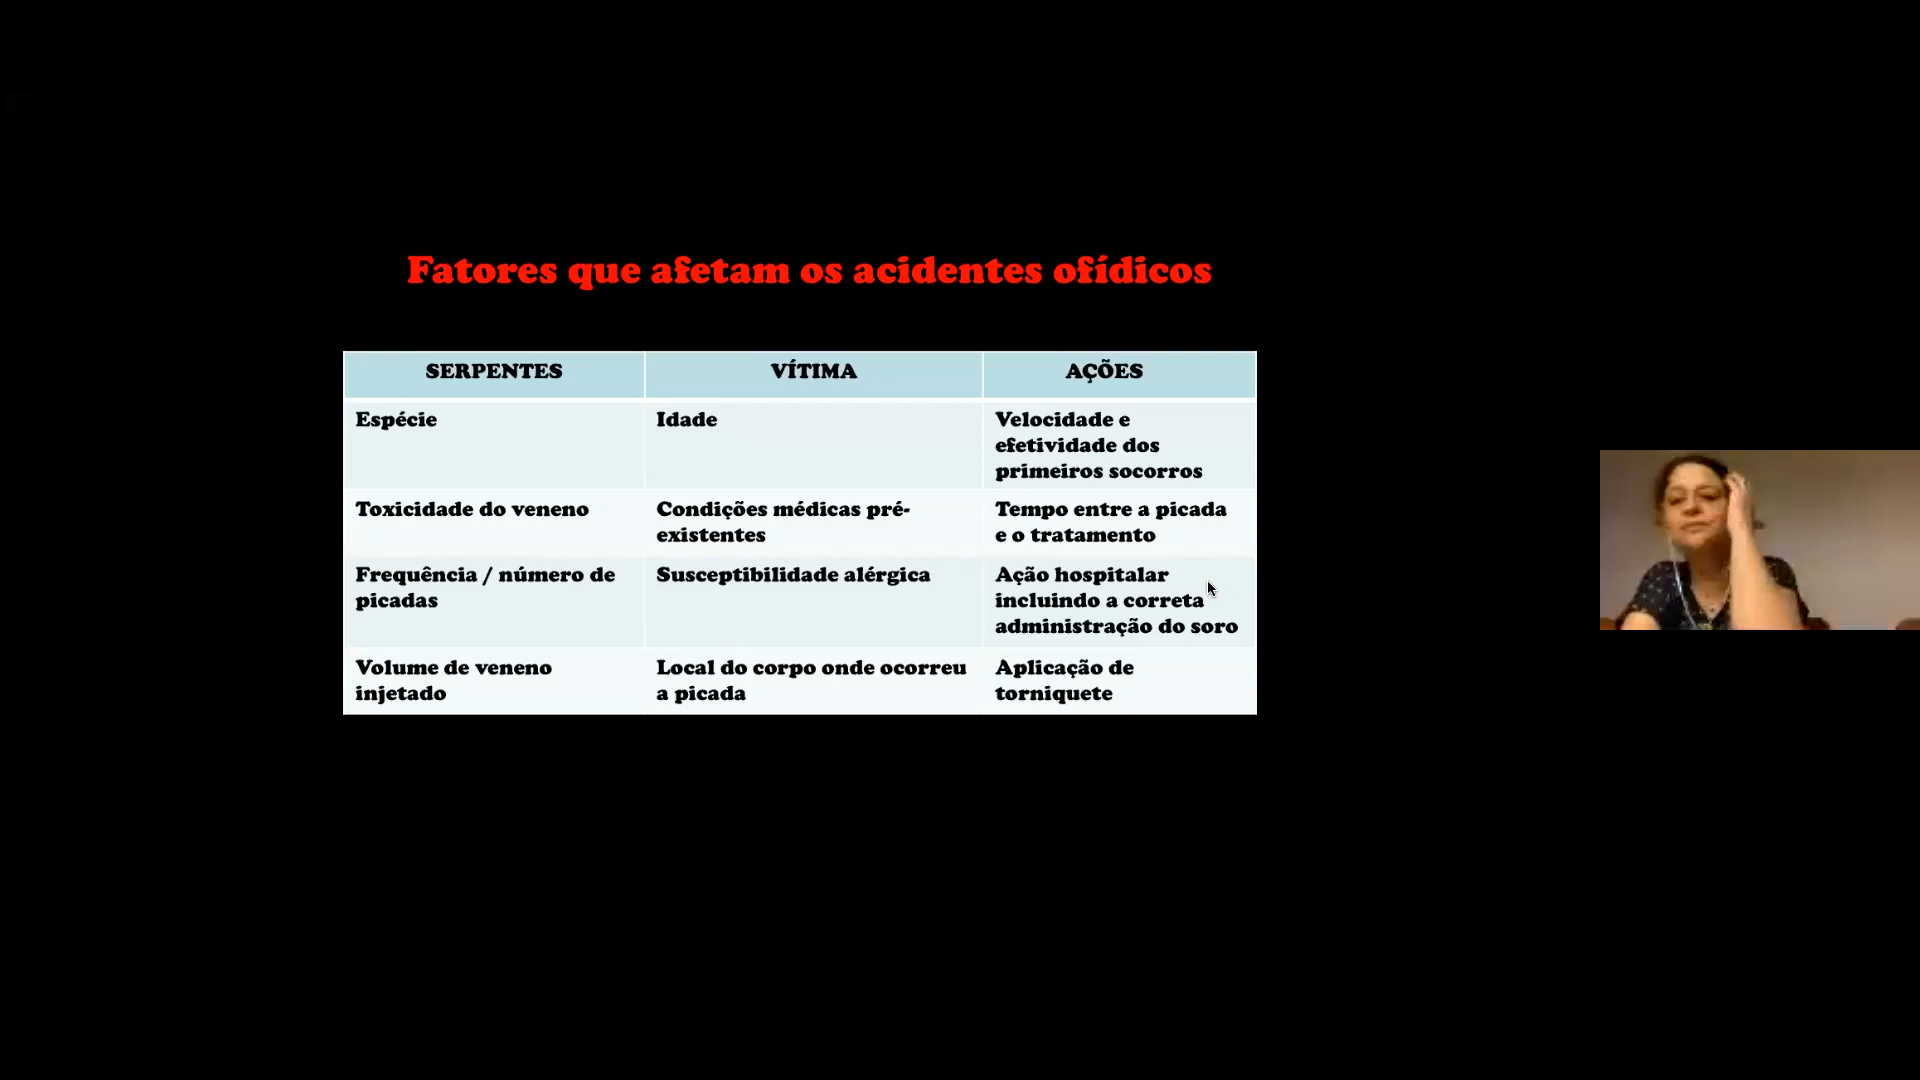 Fatores que afetam os acidentes ofídicos
SERPENTES
VÍTIMA
AÇÕES
Espécie
Idade
Velocidade e
efetividade dos
primeiros socorros
Toxicidade do veneno
Condições médicas pré-
existentes
Tempo entre a picada
e o tratamento
Frequência / número de
picadas
Susceptibilidade alérgica
Ação hospitalar
incluindo a correta
administração do soro
Volume de veneno
injetado
Local do corpo onde ocorreu
a picada
Aplicação de
torniquete